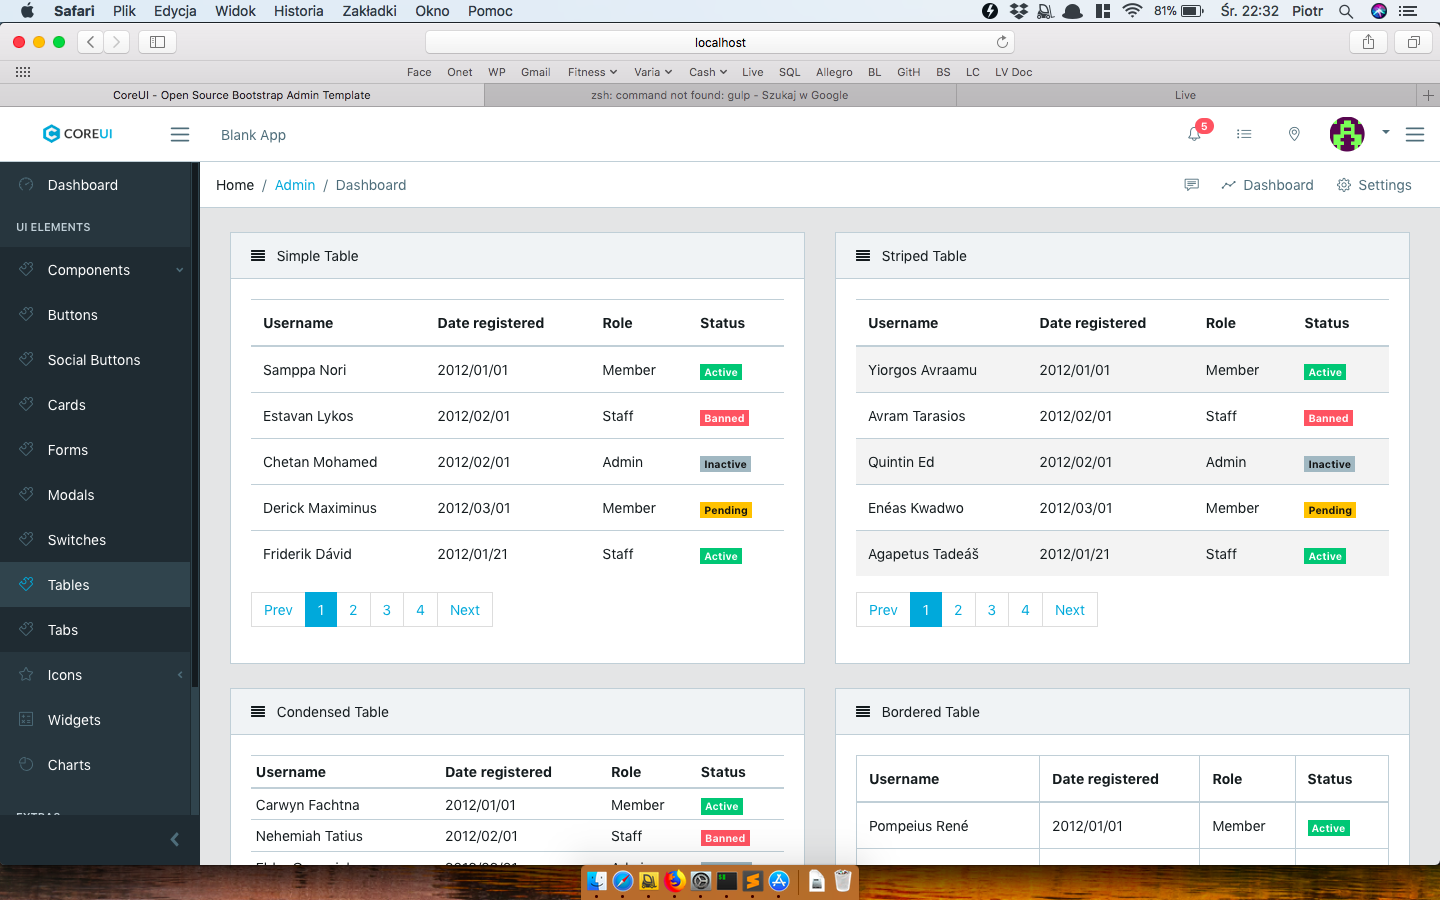 Safari Plik Edycja Widok Historia Zakładki Okno Pomoc 81% Śr. 22:32 Piotr
localhost
Face Onet WP Gmail Fitness Varia Cash Live SQL Allegro BL GitH BS LC LV Doc
CoreUI - Open Source Bootstrap Admin Template zsh: command not found: gulp - Szukaj w Google Live
COREUI Blank App 5
Dashboard
UI ELEMENTS
Components
Buttons
Social Buttons
Cards
Forms
Modals
Switches
Tables
Tabs
Icons
Widgets
Charts
EXTRAS
Home / Admin / Dashboard Dashboard Settings
Simple Table
Username Date registered Role Status
Samppa Nori 2012/01/01 Member Active
Estavan Lykos 2012/02/01 Staff Banned
Chetan Mohamed 2012/02/01 Admin Inactive
Derick Maximinus 2012/03/01 Member Pending
Friderik Dávid 2012/01/21 Staff Active
Prev 1 2 3 4 Next
Striped Table
Username Date registered Role Status
Yiorgos Avraamu 2012/01/01 Member Active
Avram Tarasios 2012/02/01 Staff Banned
Quintin Ed 2012/02/01 Admin Inactive
Enéas Kwadwo 2012/03/01 Member Pending
Agapetus Tadeáš 2012/01/21 Staff Active
Prev 1 2 3 4 Next
Condensed Table
Username Date registered Role Status
Carwyn Fachtna 2012/01/01 Member Active
Nehemiah Tatius 2012/02/01 Staff Banned
Bordered Table
Username Date registered Role Status
Pompeius René 2012/01/01 Member Active